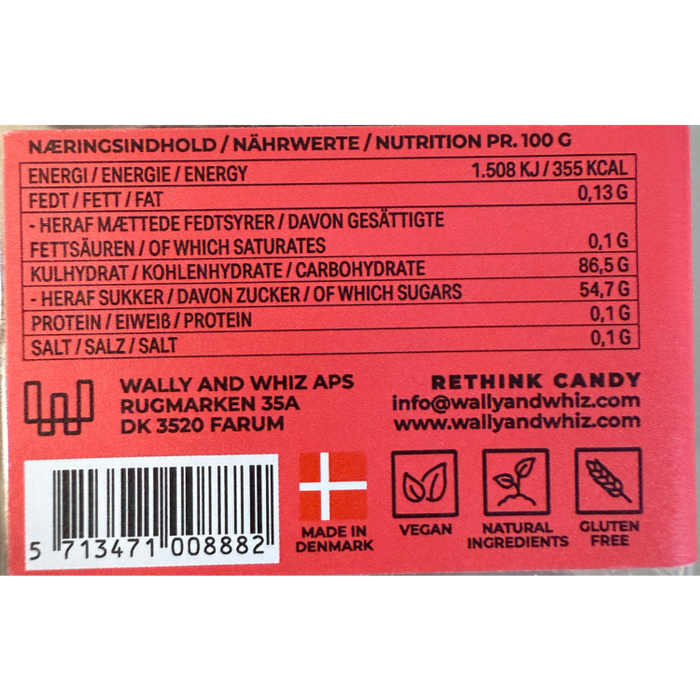 NÆRINGSINDHOLD / NÄHRWERTE / NUTRITION PR. 100 G
ENERGI / ENERGIE / ENERGY 1.508 KJ / 355 KCAL
FEDT / FETT / FAT 0,13 G
- HERAF MÆTTEDE FEDTSYRER / DAVON GESÄTTIGTE
FETTSÄUREN / OF WHICH SATURATES 0,1 G
KULHYDRAT / KOHLENHYDRATE / CARBOHYDRATE 86,5 G
- HERAF SUKKER / DAVON ZUCKER / OF WHICH SUGARS 54,7 G
PROTEIN / EIWEIß / PROTEIN 0,1 G
SALT / SALZ / SALT 0,1 G
WALLY AND WHIZ APS
RUGMARKEN 35A
DK 3520 FARUM
RETHINK CANDY
info@wallyandwhiz.com
www.wallyandwhiz.com
5 713471 008882
MADE IN
DENMARK
VEGAN
NATURAL
INGREDIENTS
GLUTEN
FREE